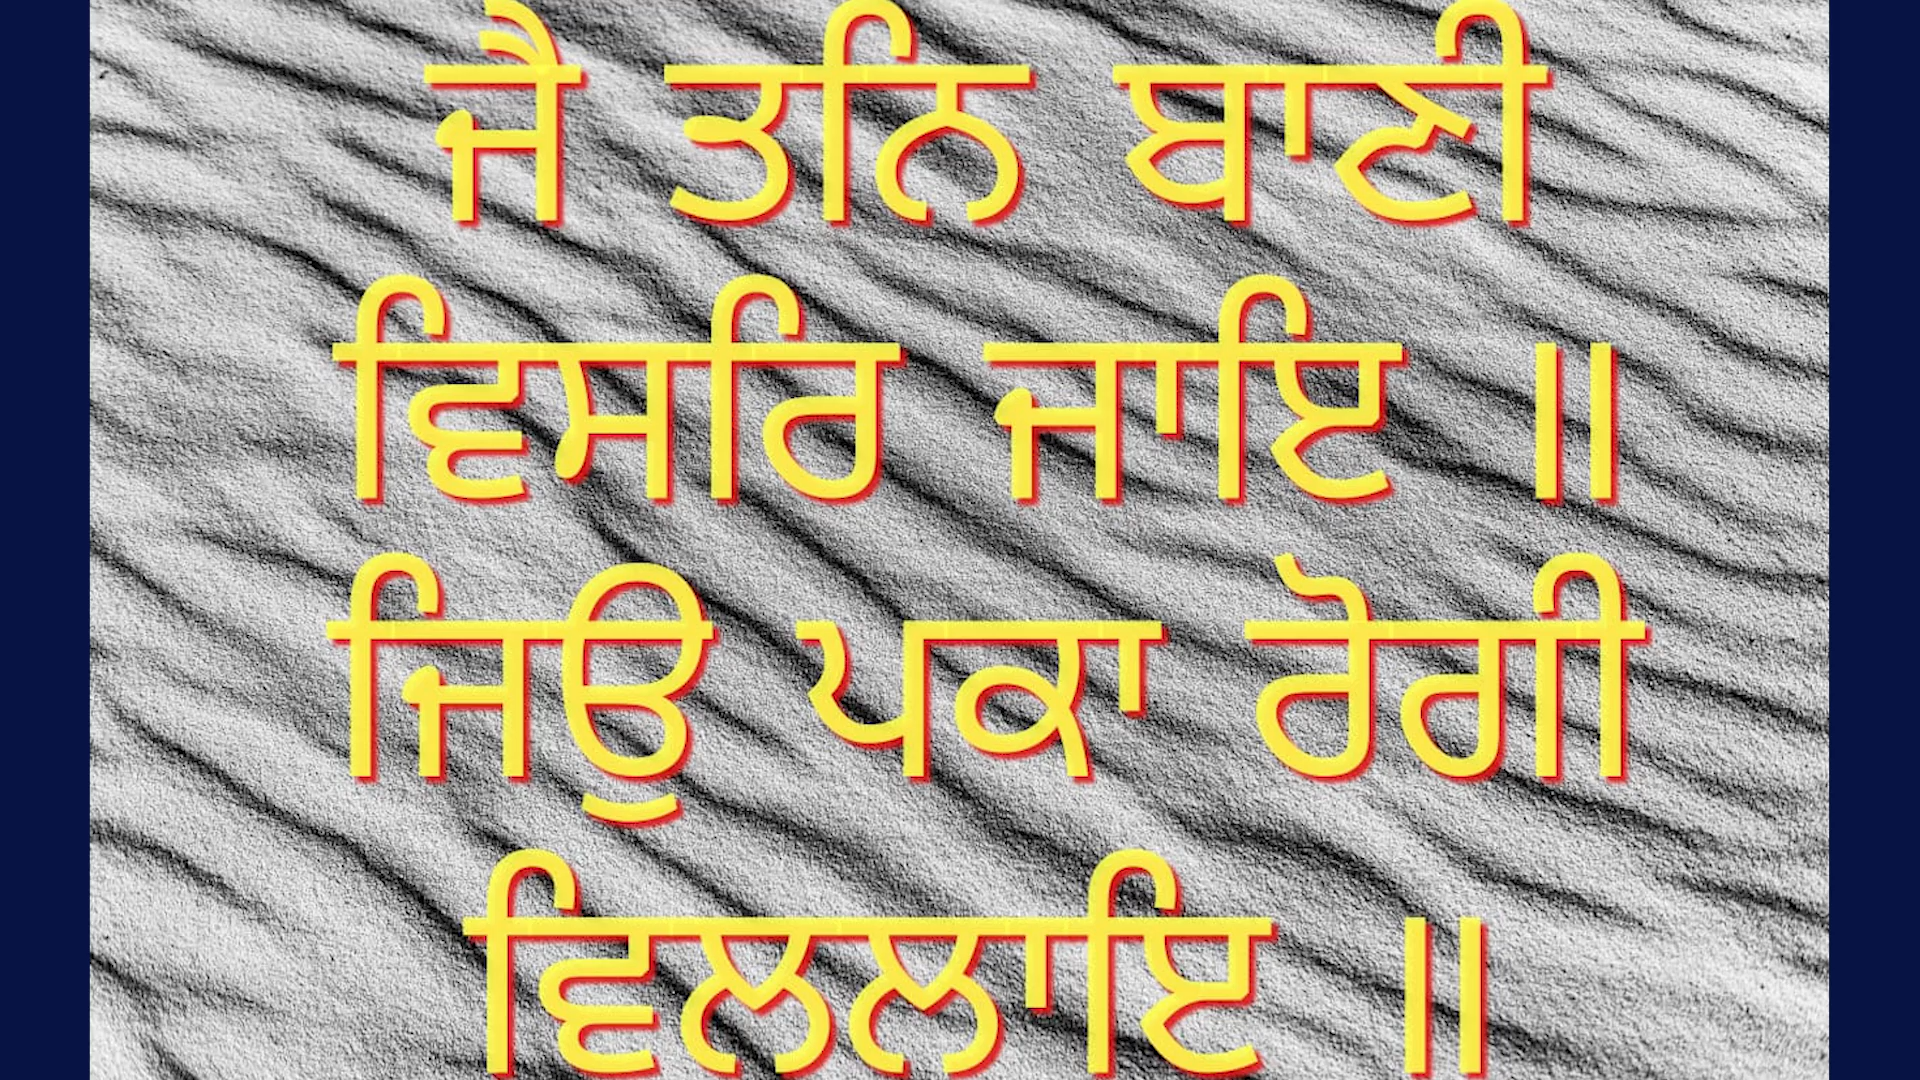 ਜੈ ਤਨਿ ਬਾਣੀ
ਵਿਸਰਿ ਜਾਇ ॥
ਜਿਉ ਪਕਾ ਰੋਗੀ
ਵਿਲਲਾਇ ॥